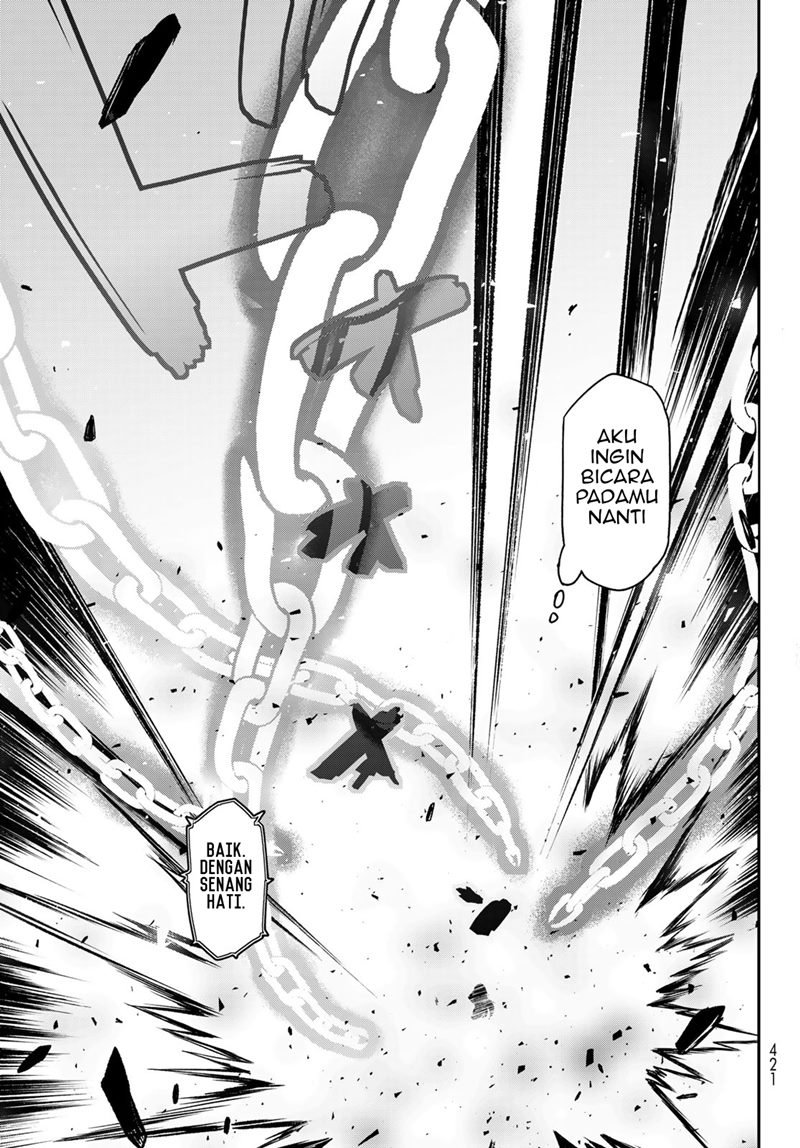 AKU
INGIN
BICARA
PADAMU
NANTI
BAIK.
DENGAN
SENANG
HATI.
421